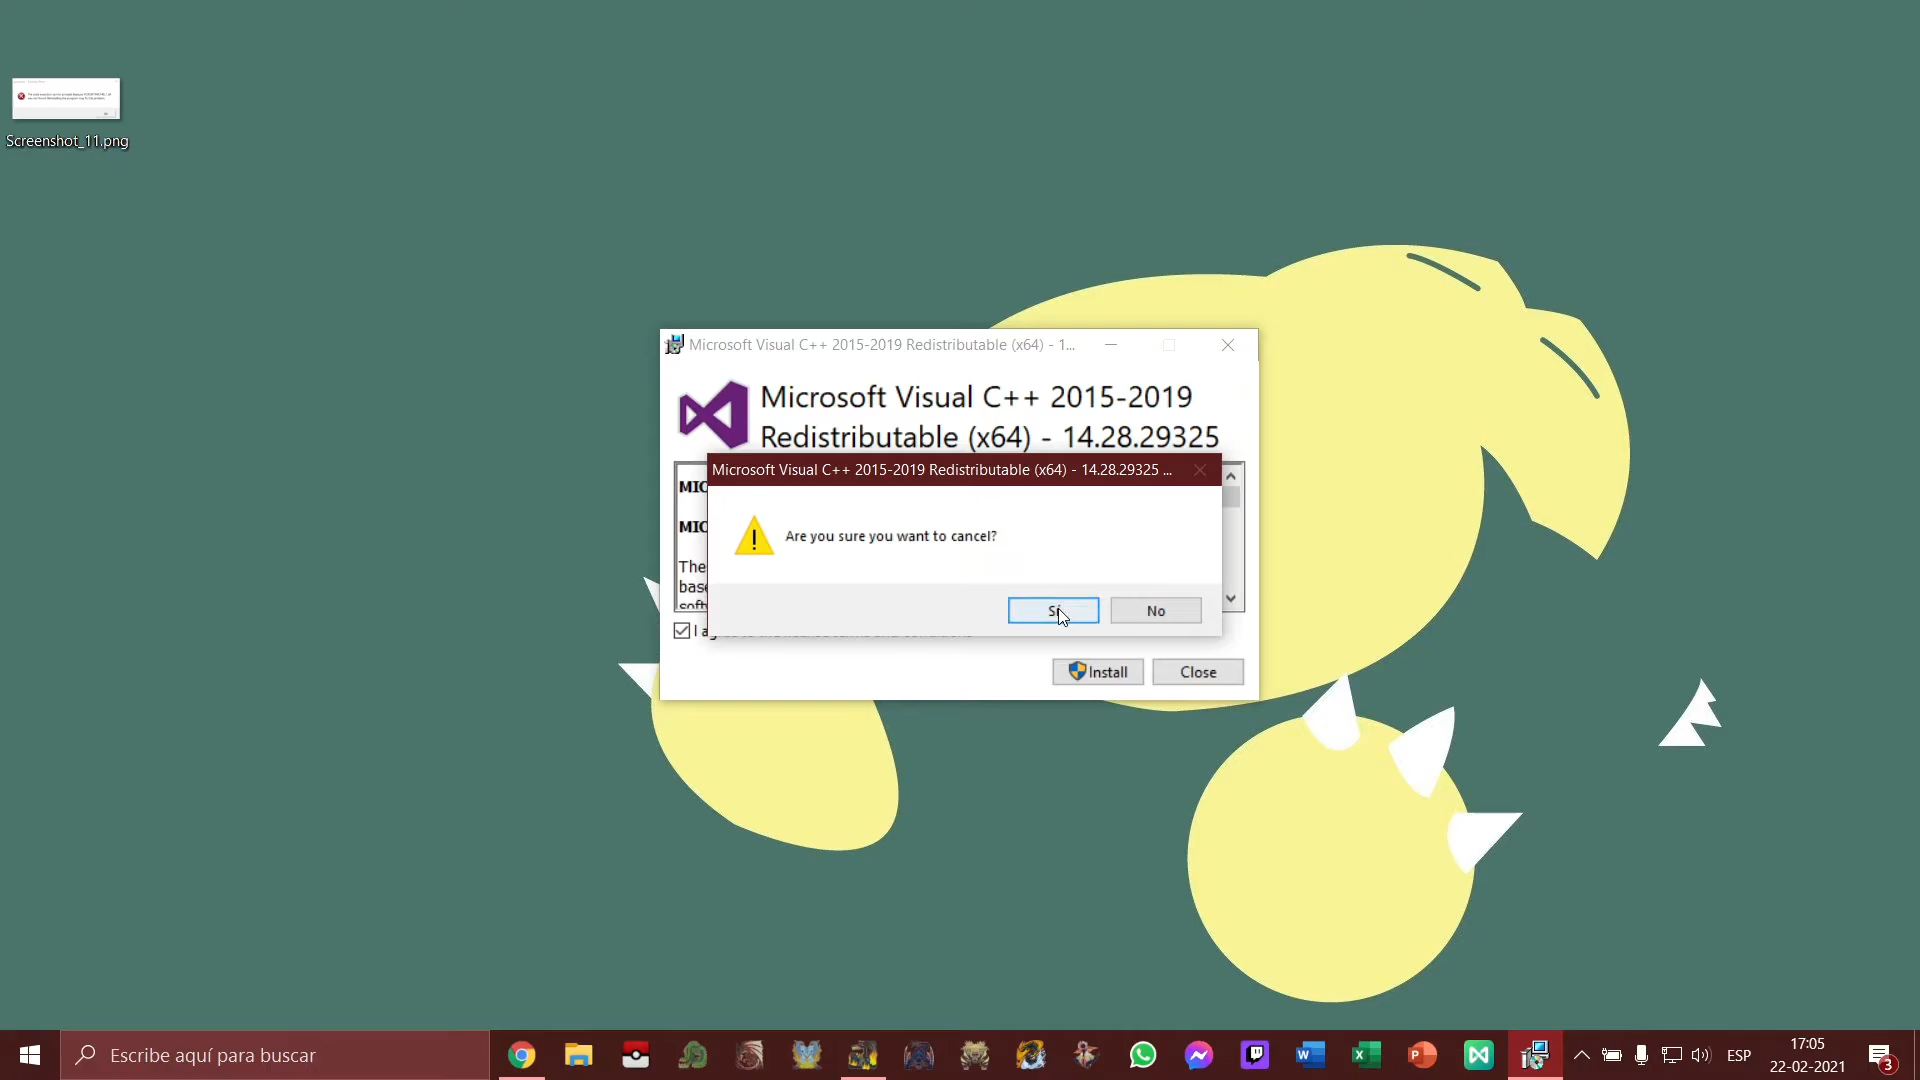 Screenshot_11.png
Microsoft Visual C++ 2015-2019 Redistributable (x64) - 1...
Microsoft Visual C++ 2015-2019
Redistributable (x64) - 14.28.29325
Microsoft Visual C++ 2015-2019 Redistributable (x64) - 14.28.29325 ...
Are you sure you want to cancel?
Sí
No
Install
Close
Escribe aquí para buscar
ESP
17:05
22-02-2021
3